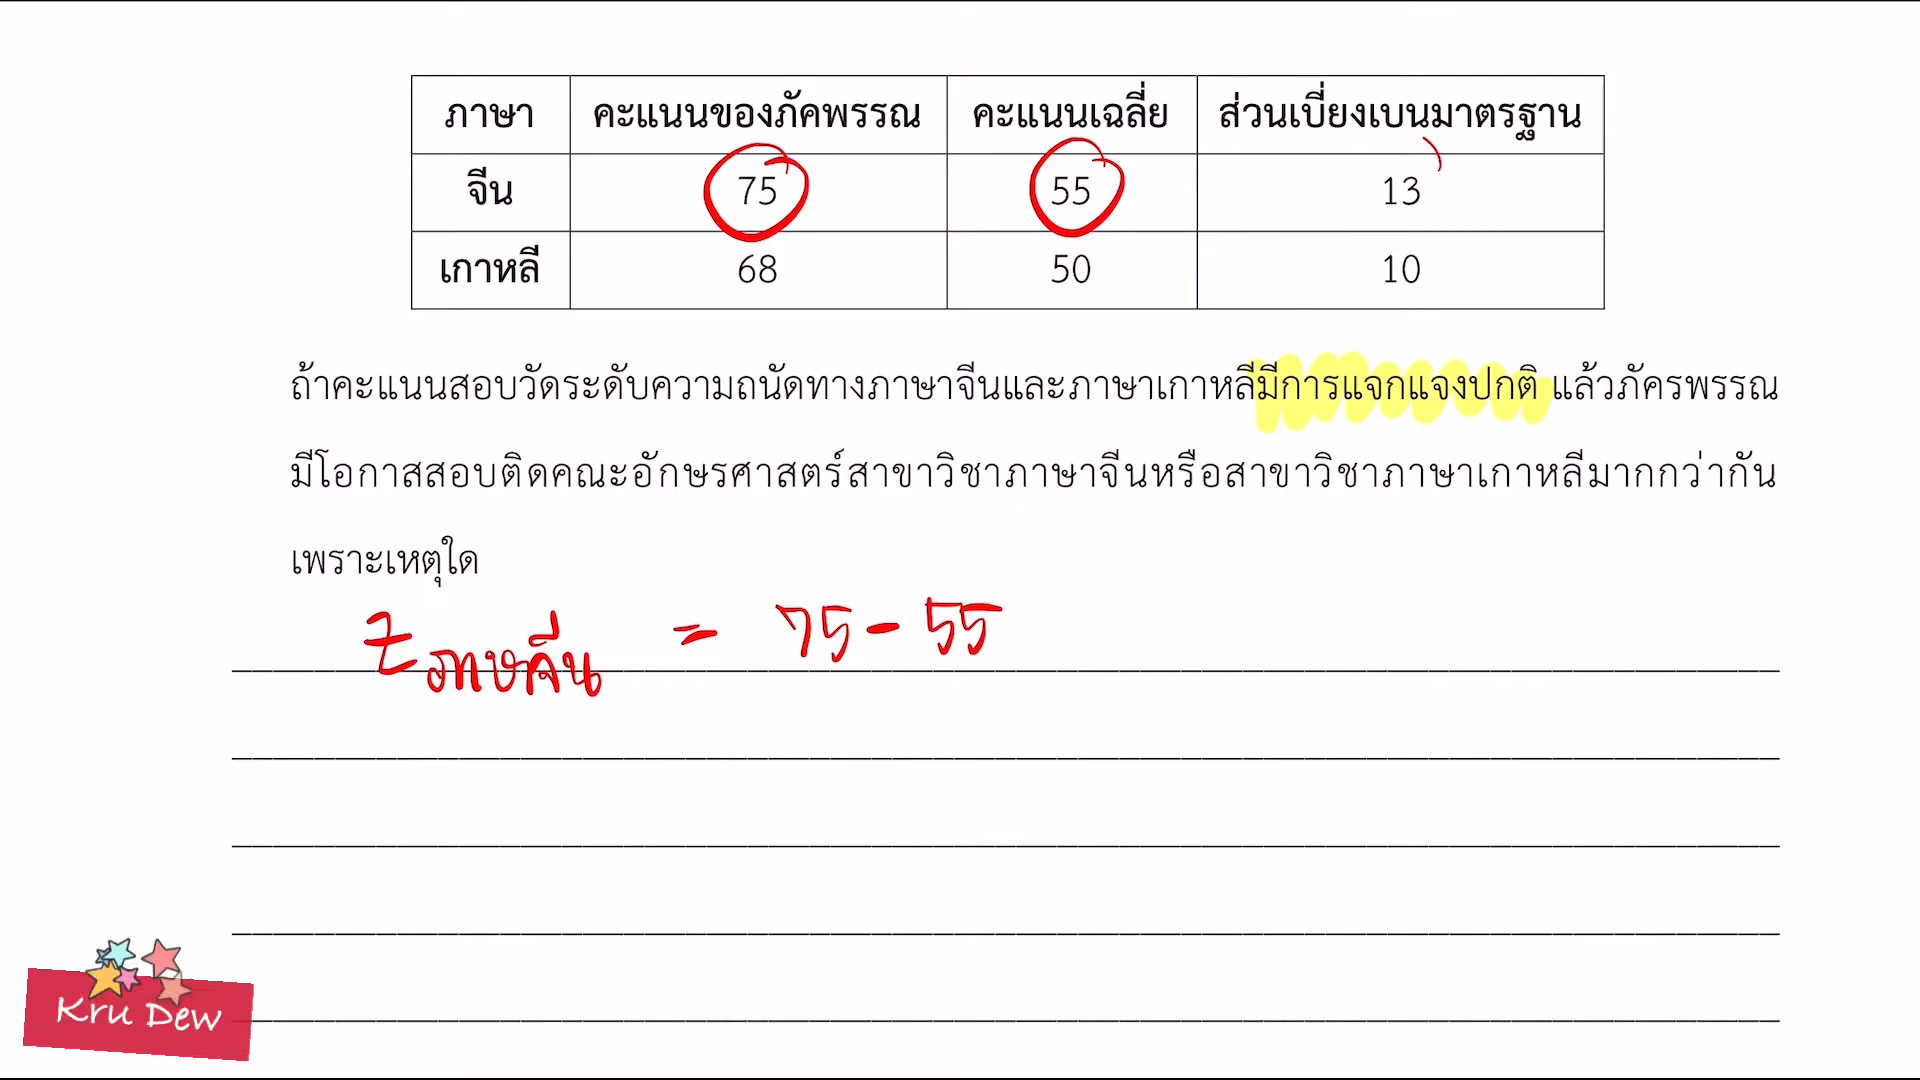 ภาษา คะแนนของภัคพรรณ คะแนนเฉลี่ย ส่วนเบี่ยงเบนมาตรฐาน
จีน 75 55 13
เกาหลี 68 50 10
ถ้าคะแนนสอบวัดระดับความถนัดทางภาษาจีนและภาษาเกาหลีมีการแจกแจงปกติ แล้วภัครพรรณ
มีโอกาสสอบติดคณะอักษรศาสตร์สาขาวิชาภาษาจีนหรือสาขาวิชาภาษาเกาหลีมากกว่ากัน
เพราะเหตุใด
Z ภาษจีน = 75 - 55
Kru Dew